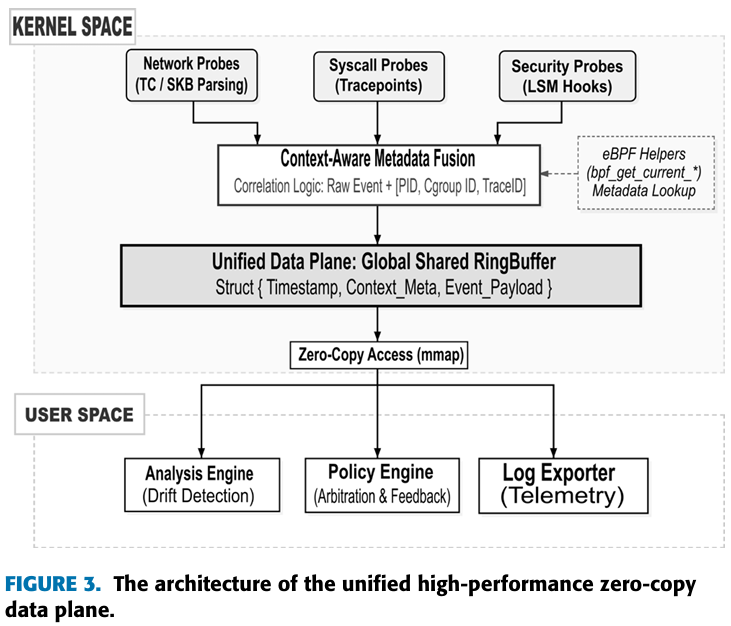 KERNEL SPACE
Network Probes
(TC / SKB Parsing)
Syscall Probes
(Tracepoints)
Security Probes
(LSM Hooks)
Context-Aware Metadata Fusion
Correlation Logic: Raw Event + [PID, Cgroup ID, TraceID]
eBPF Helpers
(bpf_get_current_*)
Metadata Lookup
Unified Data Plane: Global Shared RingBuffer
Struct { Timestamp, Context_Meta, Event_Payload }
Zero-Copy Access (mmap)
USER SPACE
Analysis Engine
(Drift Detection)
Policy Engine
(Arbitration & Feedback)
Log Exporter
(Telemetry)
FIGURE 3. The architecture of the unified high-performance zero-copy
data plane.